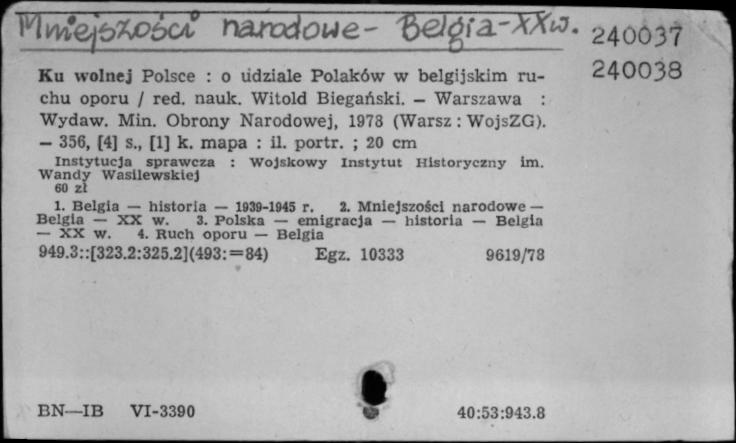 Mniejszości narodowe - Belgia - XX w.
240037
240038
Ku wolnej Polsce : o udziale Polaków w belgijskim ru-
chu oporu / red. nauk. Witold Biegański. — Warszawa :
Wydaw. Min. Obrony Narodowej, 1978 (Warsz : WojsZG).
— 356, [4] s., [1] k. mapa : il. portr. ; 20 cm
Instytucja sprawcza : Wojskowy Instytut Historyczny im.
Wandy Wasilewskiej
60 zł
1. Belgia — historia — 1939-1945 r. 2. Mniejszości narodowe —
Belgia — XX w. 3. Polska — emigracja — historia — Belgia
— XX w. 4. Ruch oporu — Belgia
949.3::[323.2:325.2](493:=84) Egz. 10333 9619/78
BN—IB VI-3390 40:53:943.8